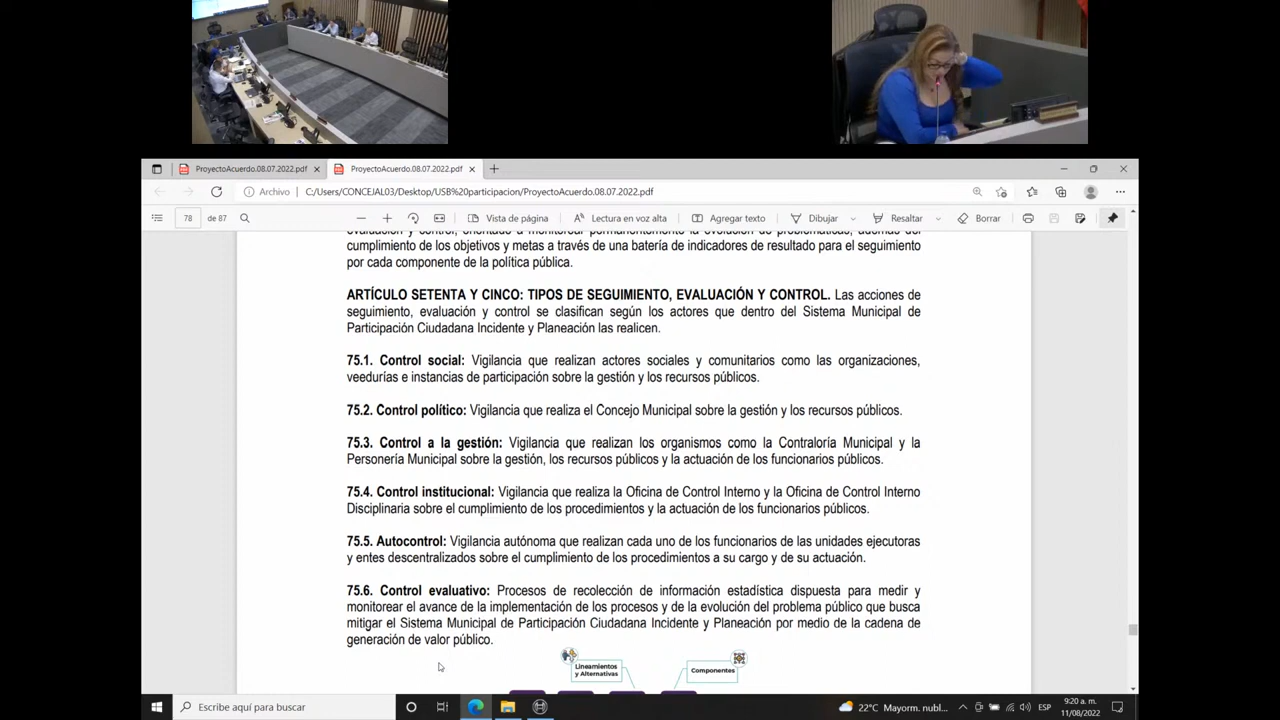 ProyectoAcuerdo.08.07.2022.pdf
ProyectoAcuerdo.08.07.2022.pdf
Archivo
C:/Users/CONCEJAL03/Desktop/USB%20participacion/ProyectoAcuerdo.08.07.2022.pdf
78 de 87
Vista de página
Lectura en voz alta
Agregar texto
Dibujar
Resaltar
Borrar
evaluación y control, orientado a monitorear permanentemente la evolución de problemáticas, además del
cumplimiento de los objetivos y metas a través de una batería de indicadores de resultado para el seguimiento
por cada componente de la política pública.
ARTÍCULO SETENTA Y CINCO: TIPOS DE SEGUIMIENTO, EVALUACIÓN Y CONTROL. Las acciones de
seguimiento, evaluación y control se clasifican según los actores que dentro del Sistema Municipal de
Participación Ciudadana Incidente y Planeación las realicen.
75.1. Control social: Vigilancia que realizan actores sociales y comunitarios como las organizaciones,
veedurías e instancias de participación sobre la gestión y los recursos públicos.
75.2. Control político: Vigilancia que realiza el Concejo Municipal sobre la gestión y los recursos públicos.
75.3. Control a la gestión: Vigilancia que realizan los organismos como la Contraloría Municipal y la
Personería Municipal sobre la gestión, los recursos públicos y la actuación de los funcionarios públicos.
75.4. Control institucional: Vigilancia que realiza la Oficina de Control Interno y la Oficina de Control Interno
Disciplinaria sobre el cumplimiento de los procedimientos y la actuación de los funcionarios públicos.
75.5. Autocontrol: Vigilancia autónoma que realizan cada uno de los funcionarios de las unidades ejecutoras
y entes descentralizados sobre el cumplimiento de los procedimientos a su cargo y de su actuación.
75.6. Control evaluativo: Procesos de recolección de información estadística dispuesta para medir y
monitorear el avance de la implementación de los procesos y de la evolución del problema público que busca
mitigar el Sistema Municipal de Participación Ciudadana Incidente y Planeación por medio de la cadena de
generación de valor público.
Lineamientos
y Alternativas
Componentes
Escribe aquí para buscar
22°C Mayorm. nubl...
ESP
9:20 a. m.
11/08/2022